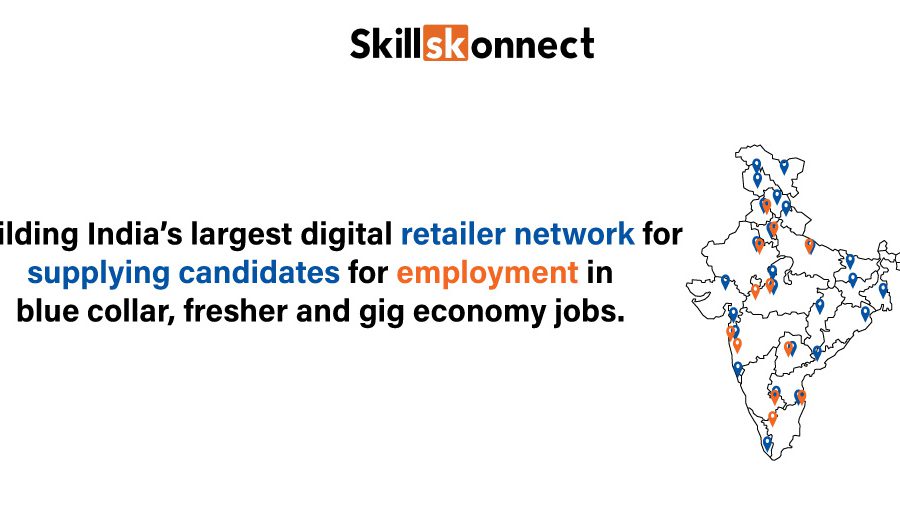 Skillskonnect
ilding India's largest digital retailer network for
supplying candidates for employment in
blue collar, fresher and gig economy jobs.